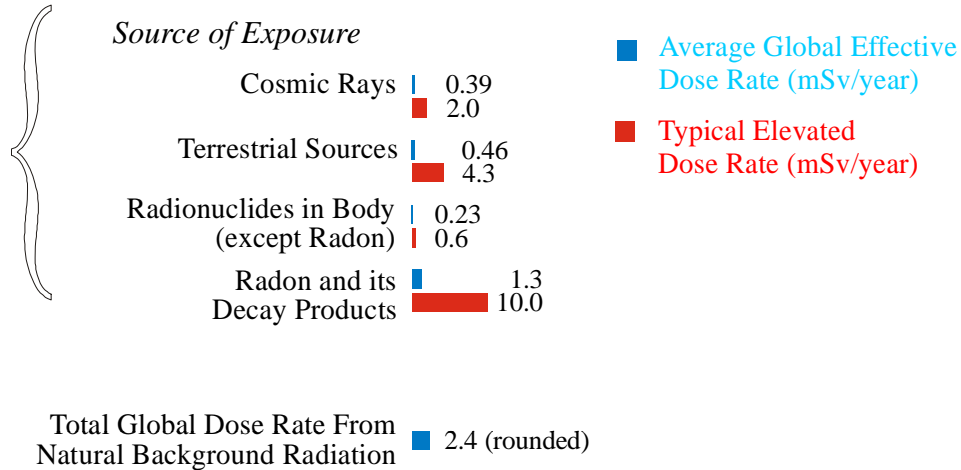 Source of Exposure
Cosmic Rays
0.39
2.0
Terrestrial Sources
0.46
4.3
Radionuclides in Body
(except Radon)
0.23
0.6
Radon and its
Decay Products
1.3
10.0
Total Global Dose Rate From
Natural Background Radiation
2.4 (rounded)
Average Global Effective
Dose Rate (mSv/year)
Typical Elevated
Dose Rate (mSv/year)